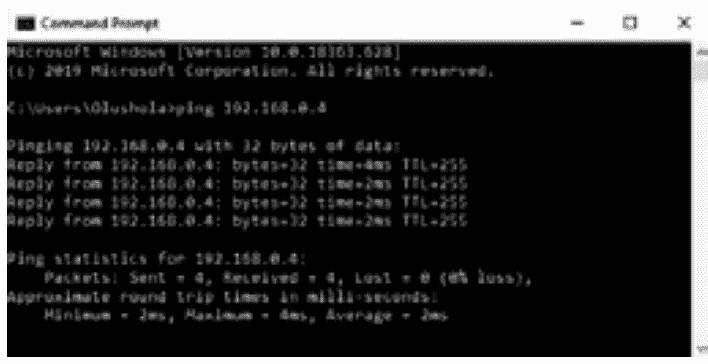 Command Prompt
Microsoft Windows [Version 10.0.18363.628]
(c) 2019 Microsoft Corporation. All rights reserved.
C:\Users\Olushola>ping 192.168.0.4
Pinging 192.168.0.4 with 32 bytes of data:
Reply from 192.168.0.4: bytes=32 time=4ms TTL=255
Reply from 192.168.0.4: bytes=32 time=2ms TTL=255
Reply from 192.168.0.4: bytes=32 time=2ms TTL=255
Reply from 192.168.0.4: bytes=32 time=2ms TTL=255
Ping statistics for 192.168.0.4:
Packets: Sent = 4, Received = 4, Lost = 0 (0% loss),
Approximate round trip times in milli-seconds:
Minimum = 2ms, Maximum = 4ms, Average = 2ms